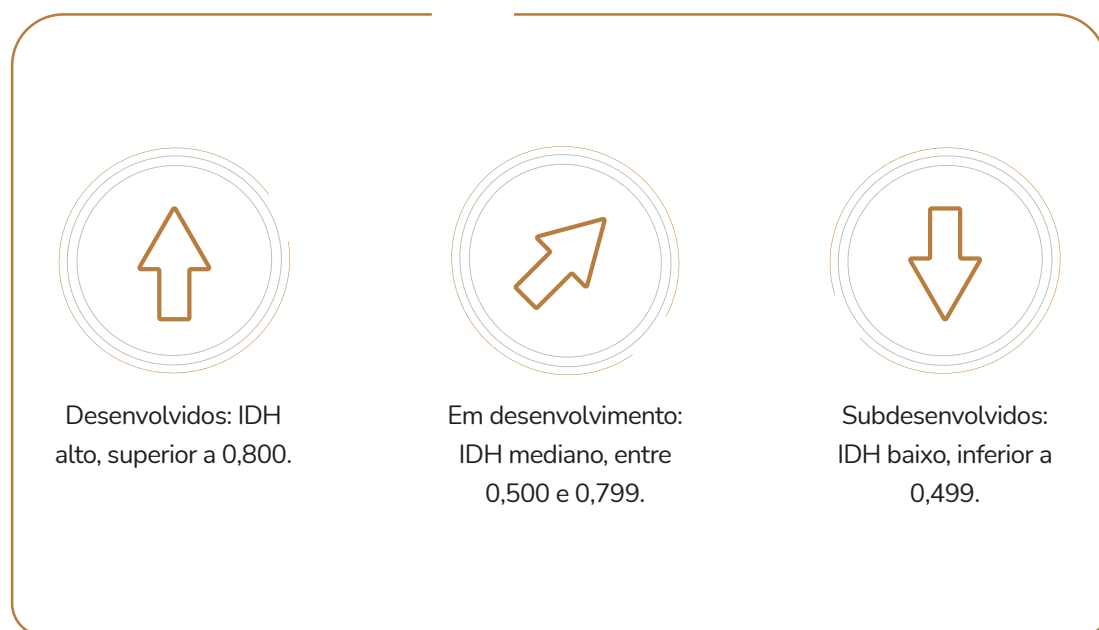 Desenvolvidos: IDH
alto, superior a 0,800.
Em desenvolvimento:
IDH mediano, entre
0,500 e 0,799.
Subdesenvolvidos:
IDH baixo, inferior a
0,499.